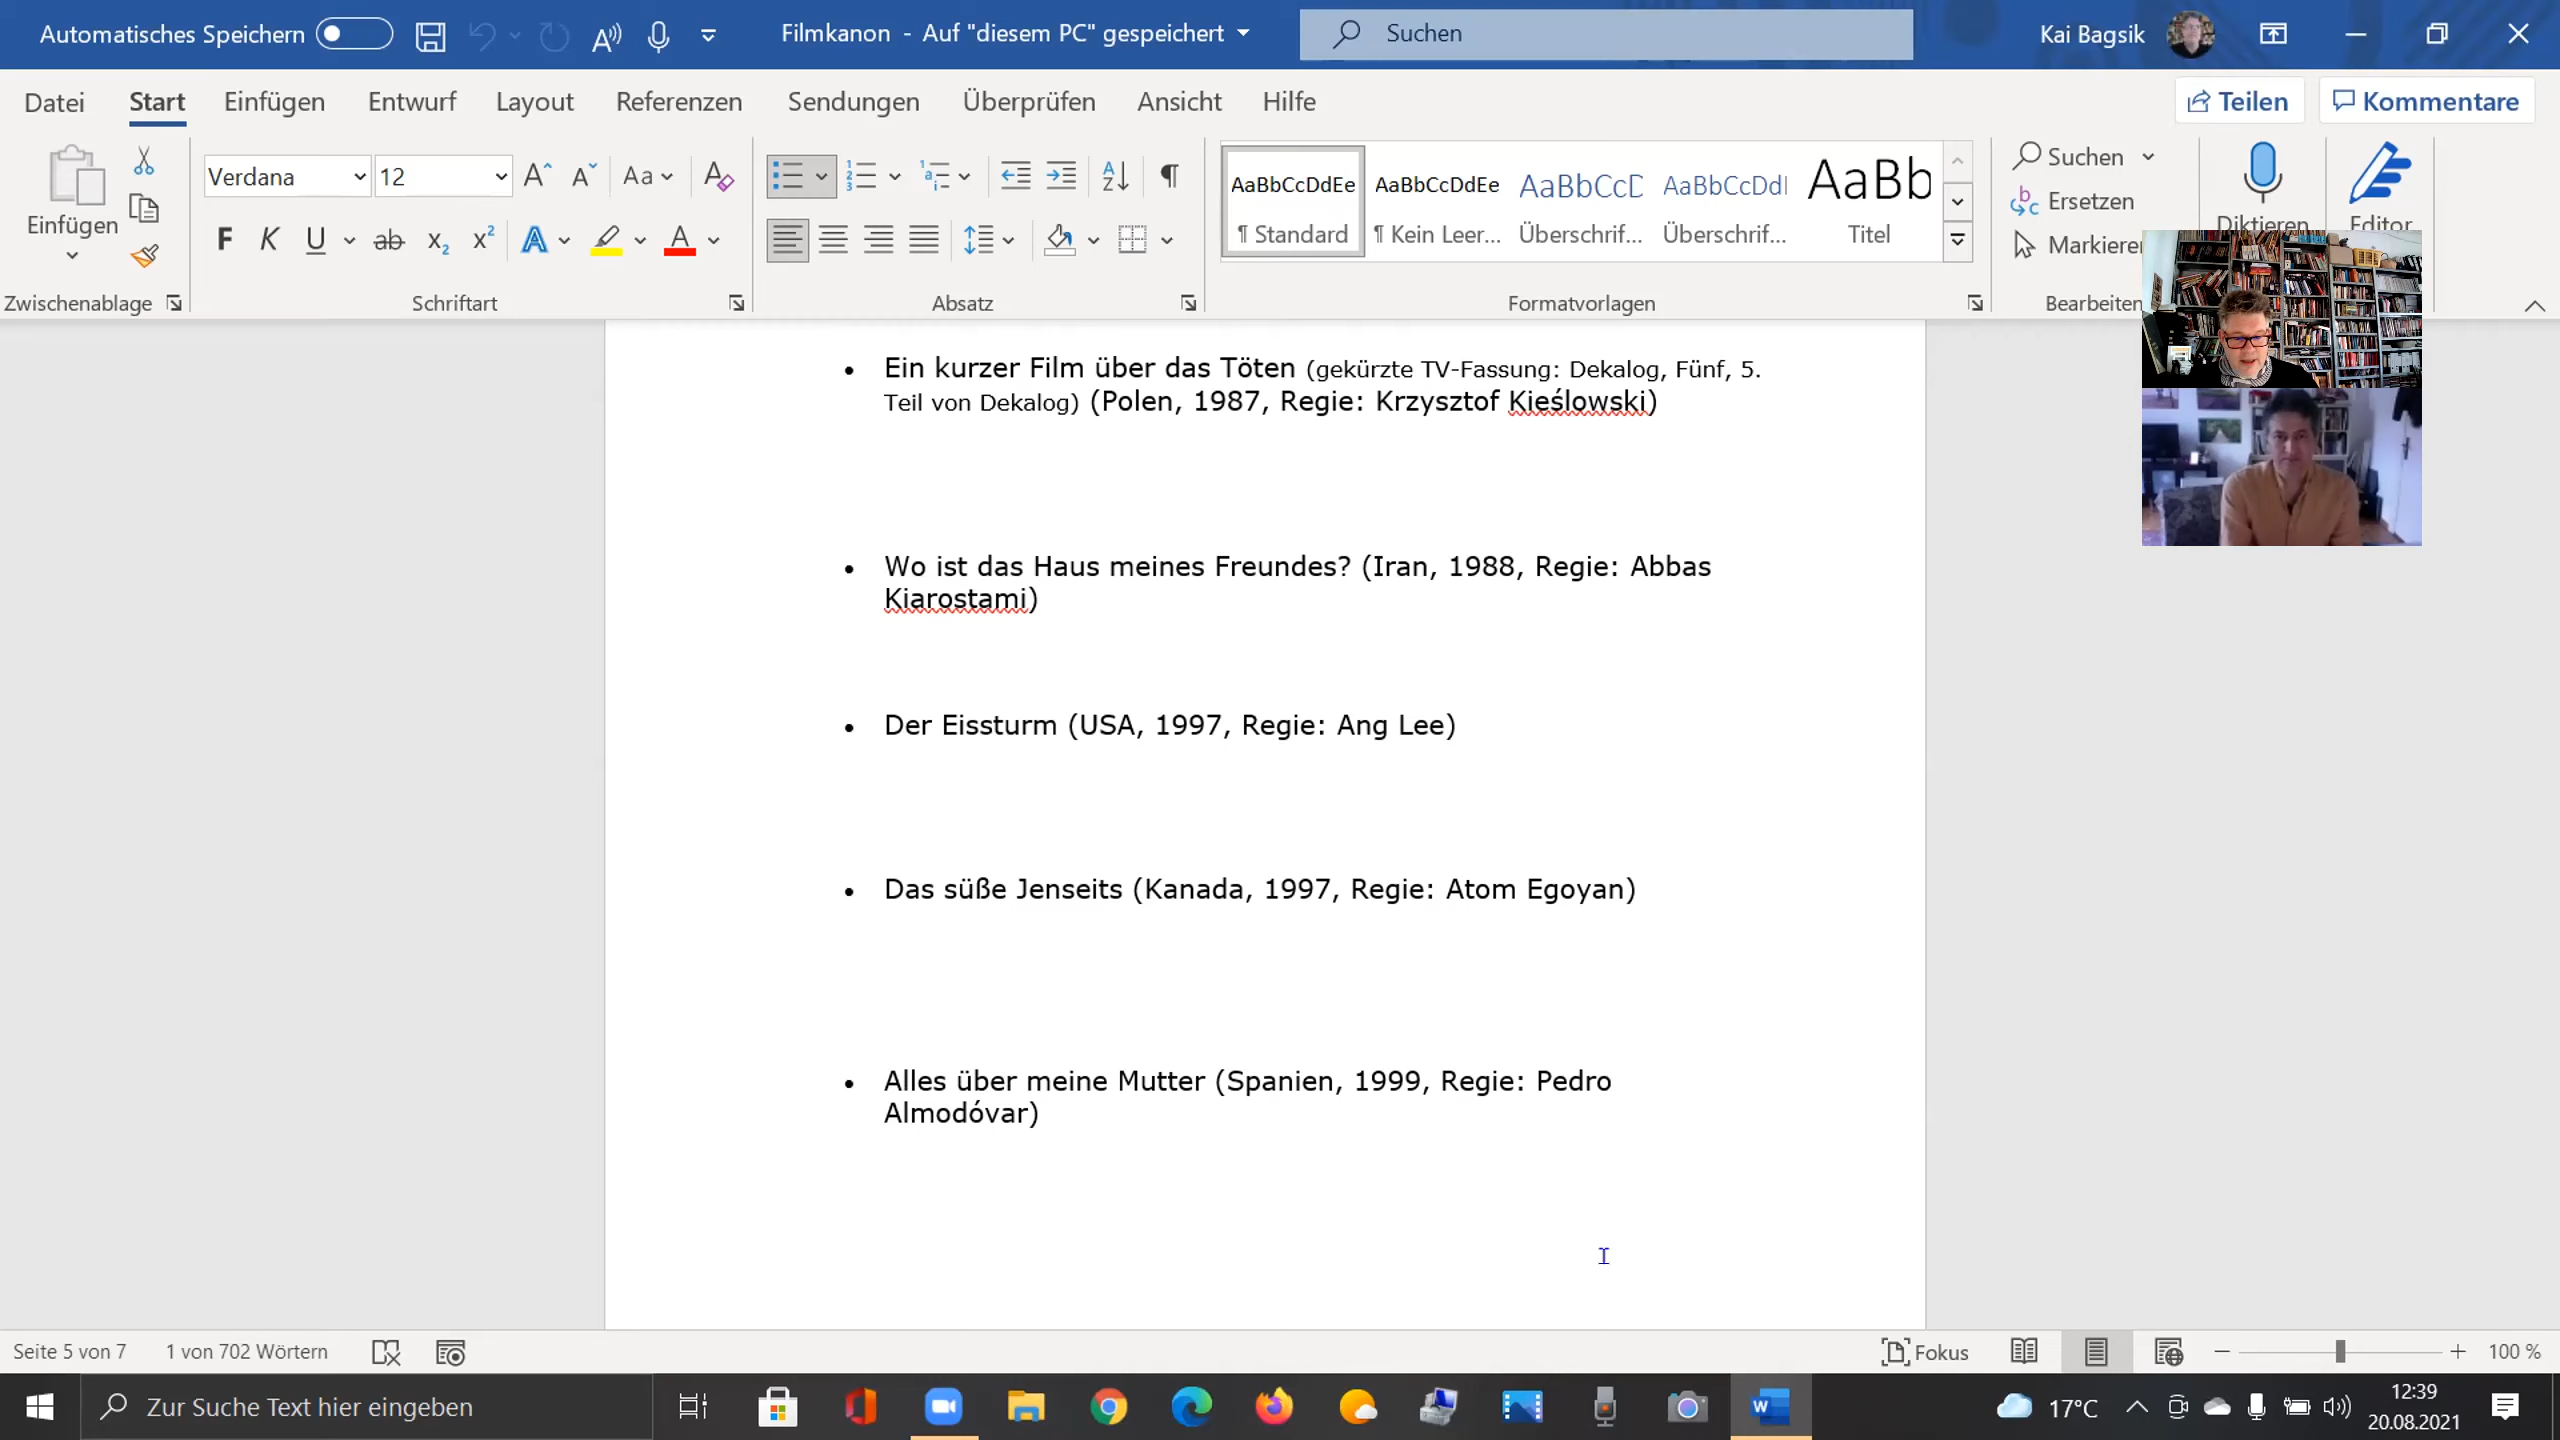 Automatisches Speichern
Filmkanon - Auf "diesem PC" gespeichert
Suchen
Kai Bagsik
Datei Start Einfügen Entwurf Layout Referenzen Sendungen Überprüfen Ansicht Hilfe Teilen Kommentare
Einfügen
Zwischenablage
Verdana 12
Schriftart
Absatz
AaBbCcDdEe AaBbCcDdEe AaBbCcD AaBbCcDdI AaBb
¶ Standard ¶ Kein Leer... Überschrif... Überschrif... Titel
Formatvorlagen
Suchen
Ersetzen
Markieren
Bearbeiten
Diktieren
Editor
• Ein kurzer Film über das Töten (gekürzte TV-Fassung: Dekalog, Fünf, 5.
Teil von Dekalog) (Polen, 1987, Regie: Krzysztof Kieślowski)
• Wo ist das Haus meines Freundes? (Iran, 1988, Regie: Abbas
Kiarostami)
• Der Eissturm (USA, 1997, Regie: Ang Lee)
• Das süße Jenseits (Kanada, 1997, Regie: Atom Egoyan)
• Alles über meine Mutter (Spanien, 1999, Regie: Pedro
Almodóvar)
Seite 5 von 7 1 von 702 Wörtern
Fokus
100 %
Zur Suche Text hier eingeben
17°C
12:39
20.08.2021